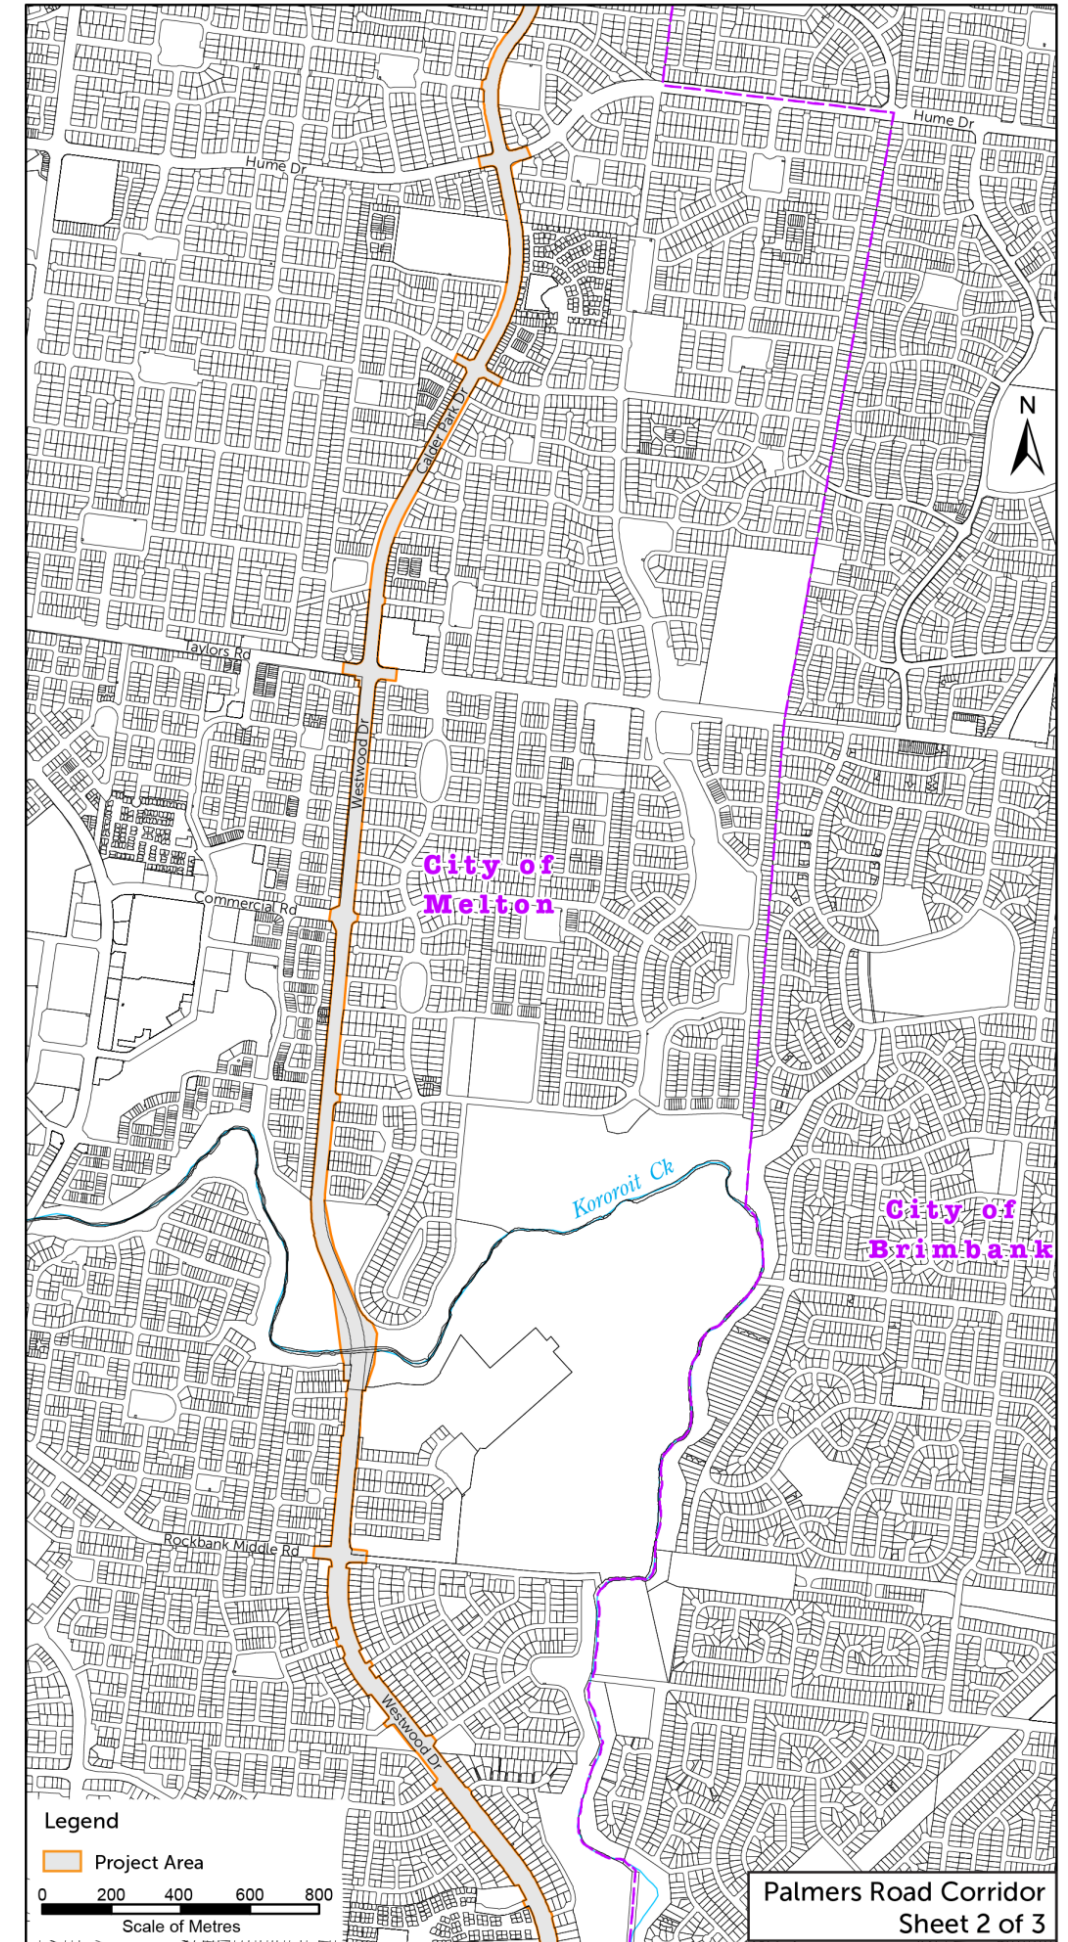 Hume Dr
Hume Dr
N
Calder Park Dr
Taylors Rd
Westwood Dr
City of
Melton
Commercial Rd
Kororoit Ck
City of
Brimbank
Rockbank Middle Rd
Westwood Dr
Legend
Project Area
0 200 400 600 800
Scale of Metres
Palmers Road Corridor
Sheet 2 of 3